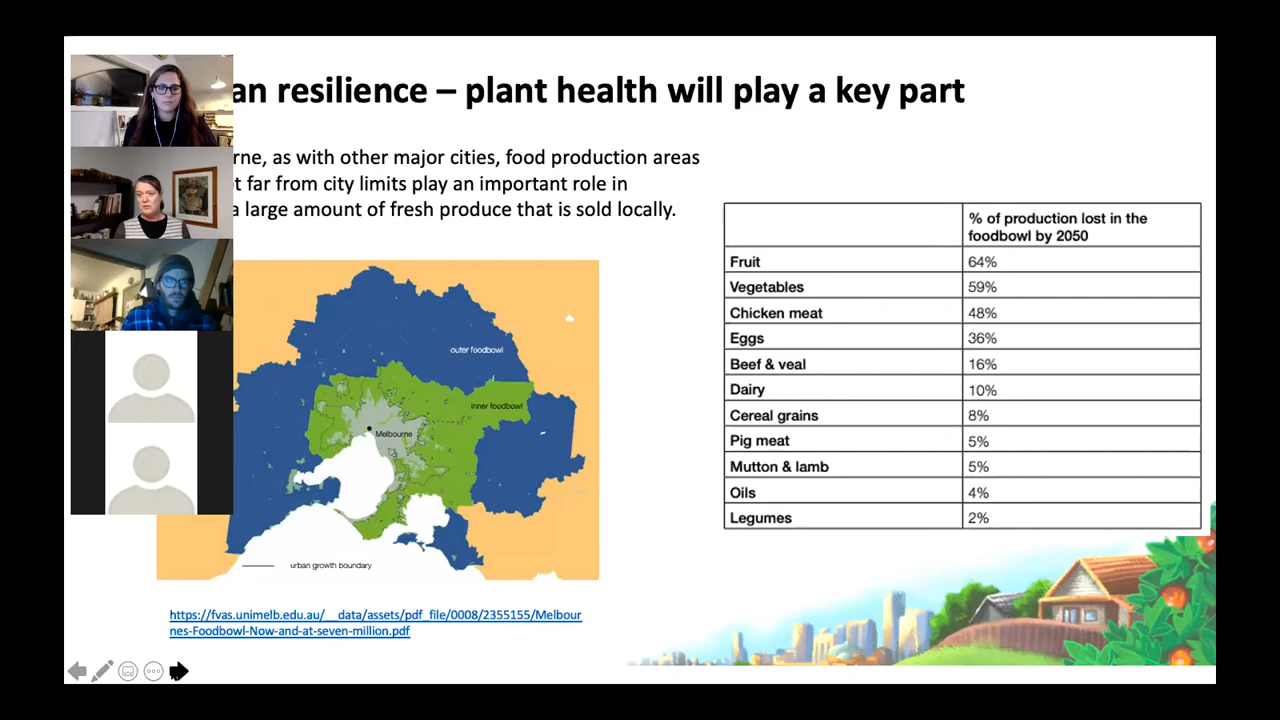 an resilience – plant health will play a key part
rne, as with other major cities, food production areas
t far from city limits play an important role in
a large amount of fresh produce that is sold locally.
% of production lost in the
foodbowl by 2050
Fruit 64%
Vegetables 59%
Chicken meat 48%
Eggs 36%
Beef & veal 16%
Dairy 10%
Cereal grains 8%
Pig meat 5%
Mutton & lamb 5%
Oils 4%
Legumes 2%
outer foodbowl
inner foodbowl
Melbourne
urban growth boundary
https://fvas.unimelb.edu.au/__data/assets/pdf_file/0008/2355155/Melbour
nes-Foodbowl-Now-and-at-seven-million.pdf